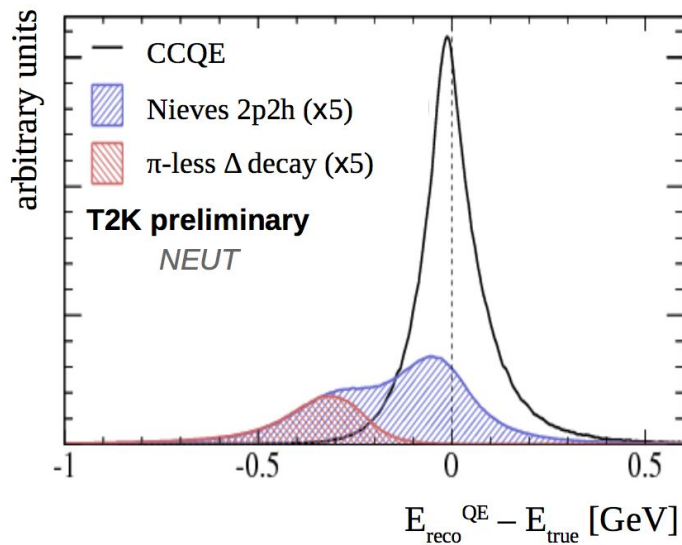 arbitrary units
CCQE
Nieves 2p2h (x5)
π-less Δ decay (x5)
T2K preliminary
NEUT
-1 -0.5 0 0.5
E_reco^QE – E_true [GeV]